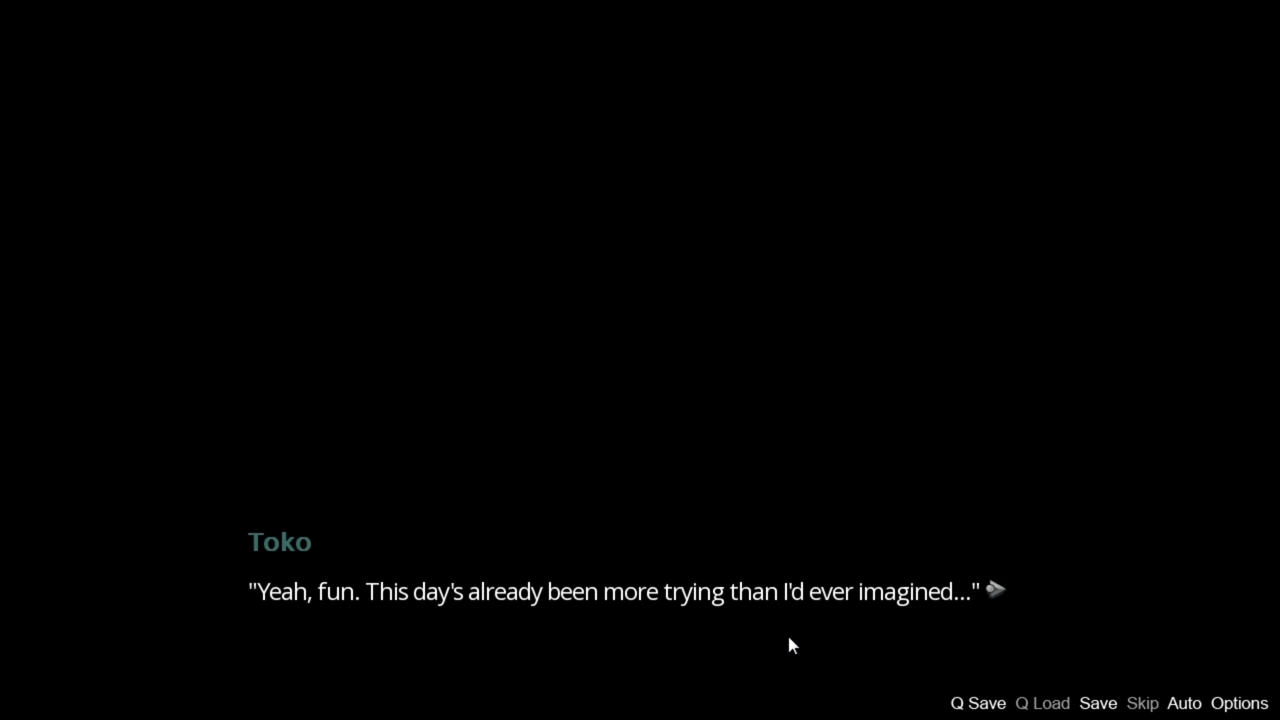 Toko
"Yeah, fun. This day's already been more trying than I'd ever imagined..."
Q Save Q Load Save Skip Auto Options